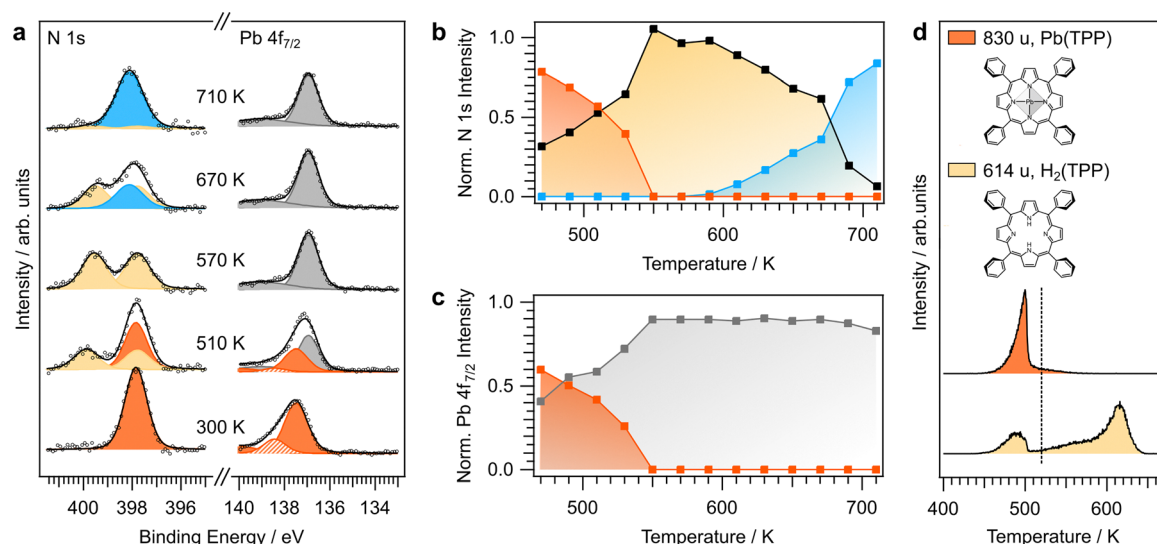 a
N 1s
Pb 4f7/2
710 K
670 K
570 K
510 K
300 K
Intensity / arb. units
400 398 396 140 138 136 134
Binding Energy / eV
b
Norm. N 1s Intensity
1.0
0.5
0.0
500 600 700
Temperature / K
c
Norm. Pb 4f7/2 Intensity
1.0
0.5
0.0
500 600 700
Temperature / K
d
830 u, Pb(TPP)
N
N Pb N
N
614 u, H2(TPP)
NH
N N
HN
Intensity / arb.units
400 500 600
Temperature / K